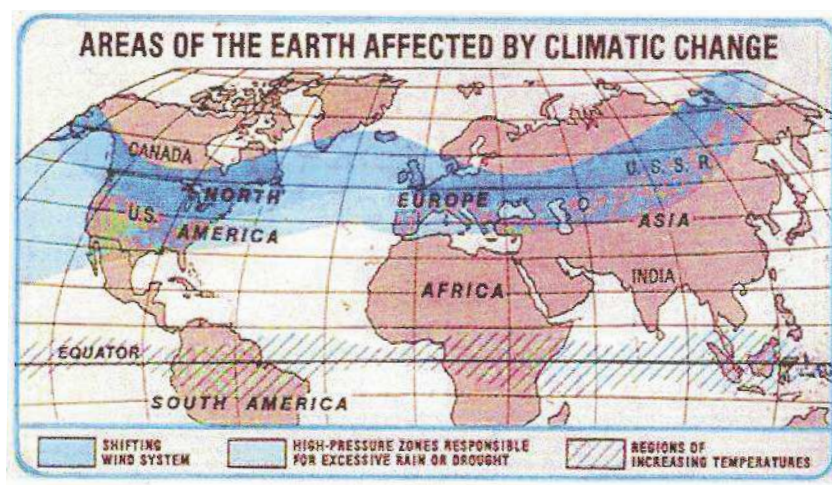 AREAS OF THE EARTH AFFECTED BY CLIMATIC CHANGE
CANADA
U.S.S.R.
NORTH
EUROPE
U.S.
ASIA
AMERICA
INDIA
AFRICA
EQUATOR
SOUTH AMERICA
SHIFTING
WIND SYSTEM
HIGH-PRESSURE ZONES RESPONSIBLE
FOR EXCESSIVE RAIN OR DROUGHT
REGIONS OF
INCREASING TEMPERATURES